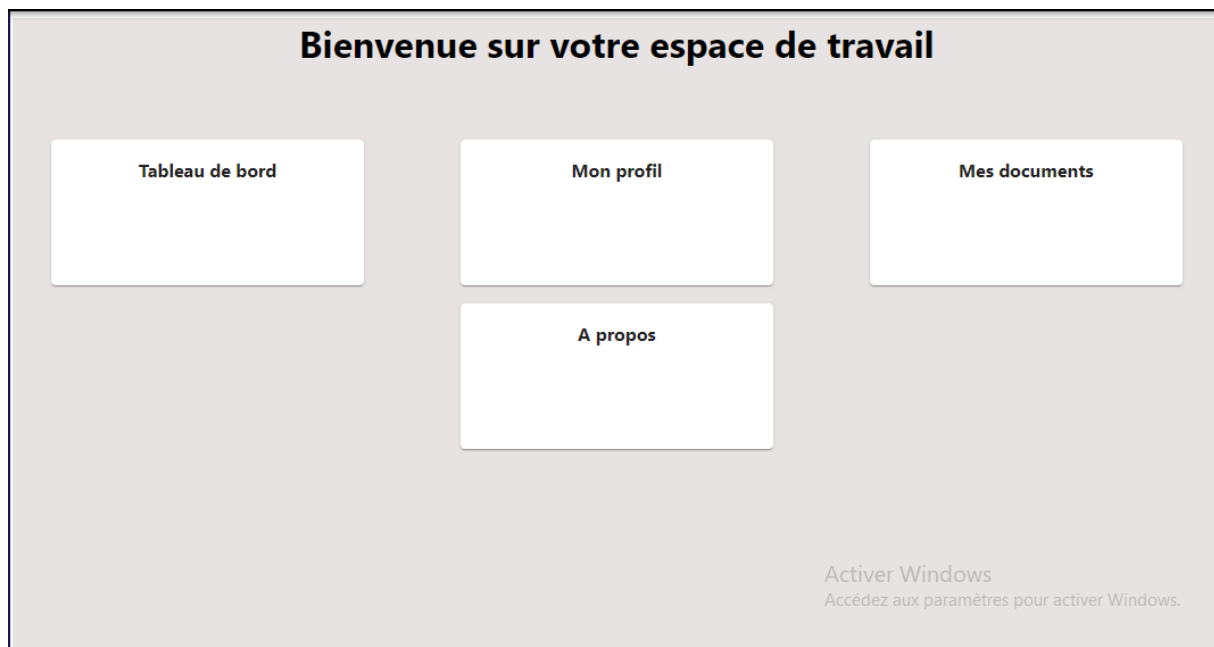 Bienvenue sur votre espace de travail
Tableau de bord
Mon profil
Mes documents
A propos
Activer Windows
Accédez aux paramètres pour activer Windows.